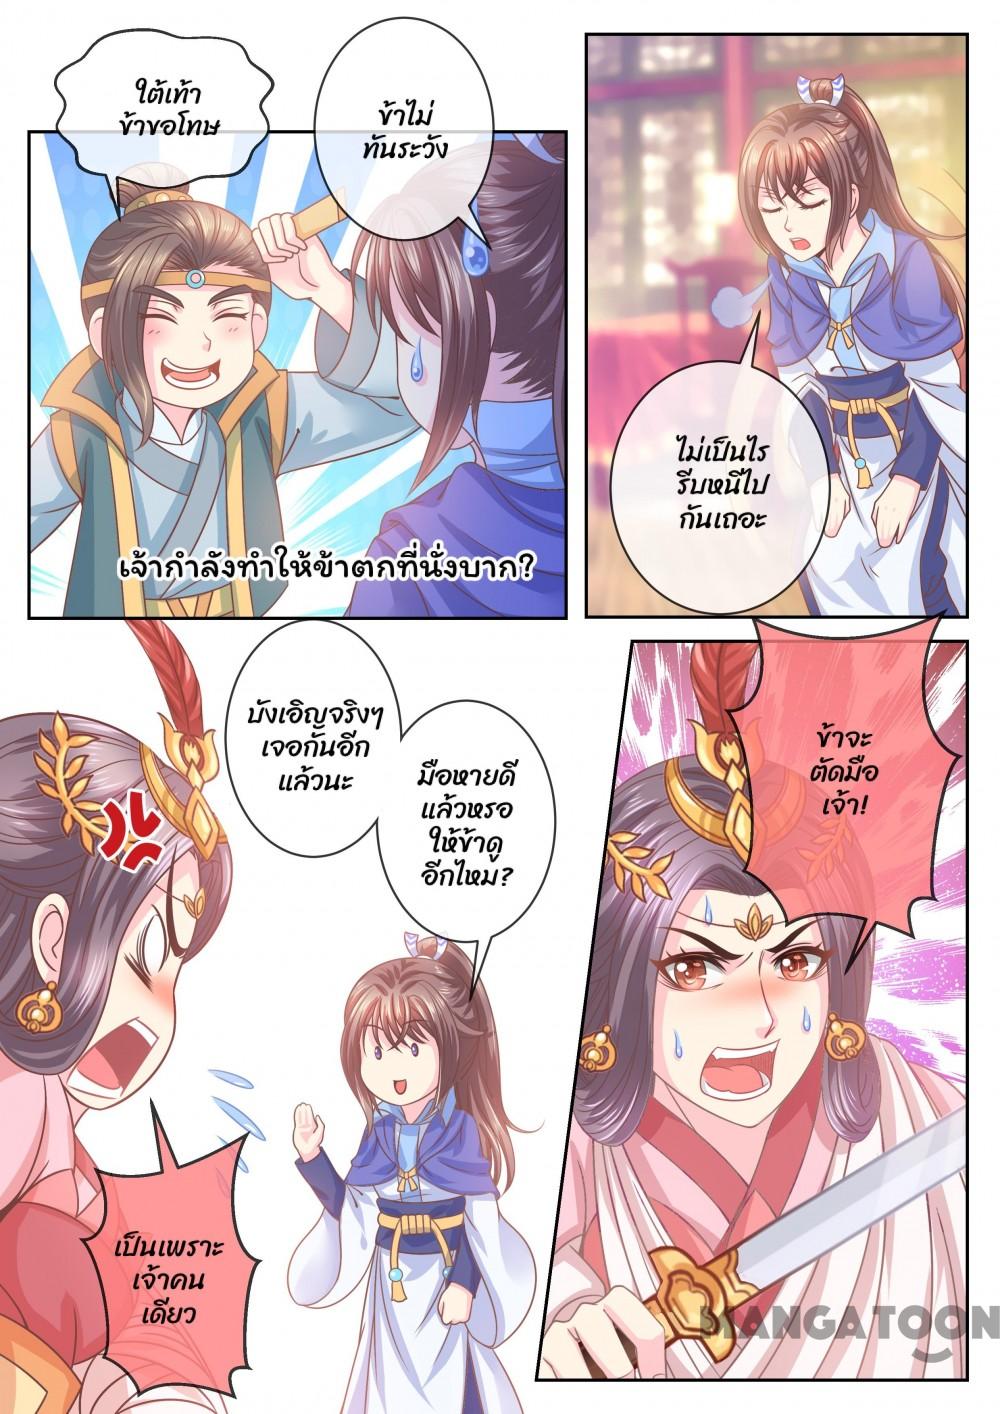 ใต้เท้า
ข้าขอโทษ
ข้าไม่
ทันระวัง
เจ้ากำลังทำให้ข้าตกที่นั่งบาก?
ไม่เป็นไร
รีบหนีไป
กันเถอะ
บังเอิญจริงๆ
เจอกันอีก
แล้วนะ
มือหายดี
แล้วหรอ
ให้ข้าดู
อีกไหม?
เป็นเพราะ
เจ้าคน
เดียว
ข้าจะ
ตัดมือ
เจ้า!
MANGATOON